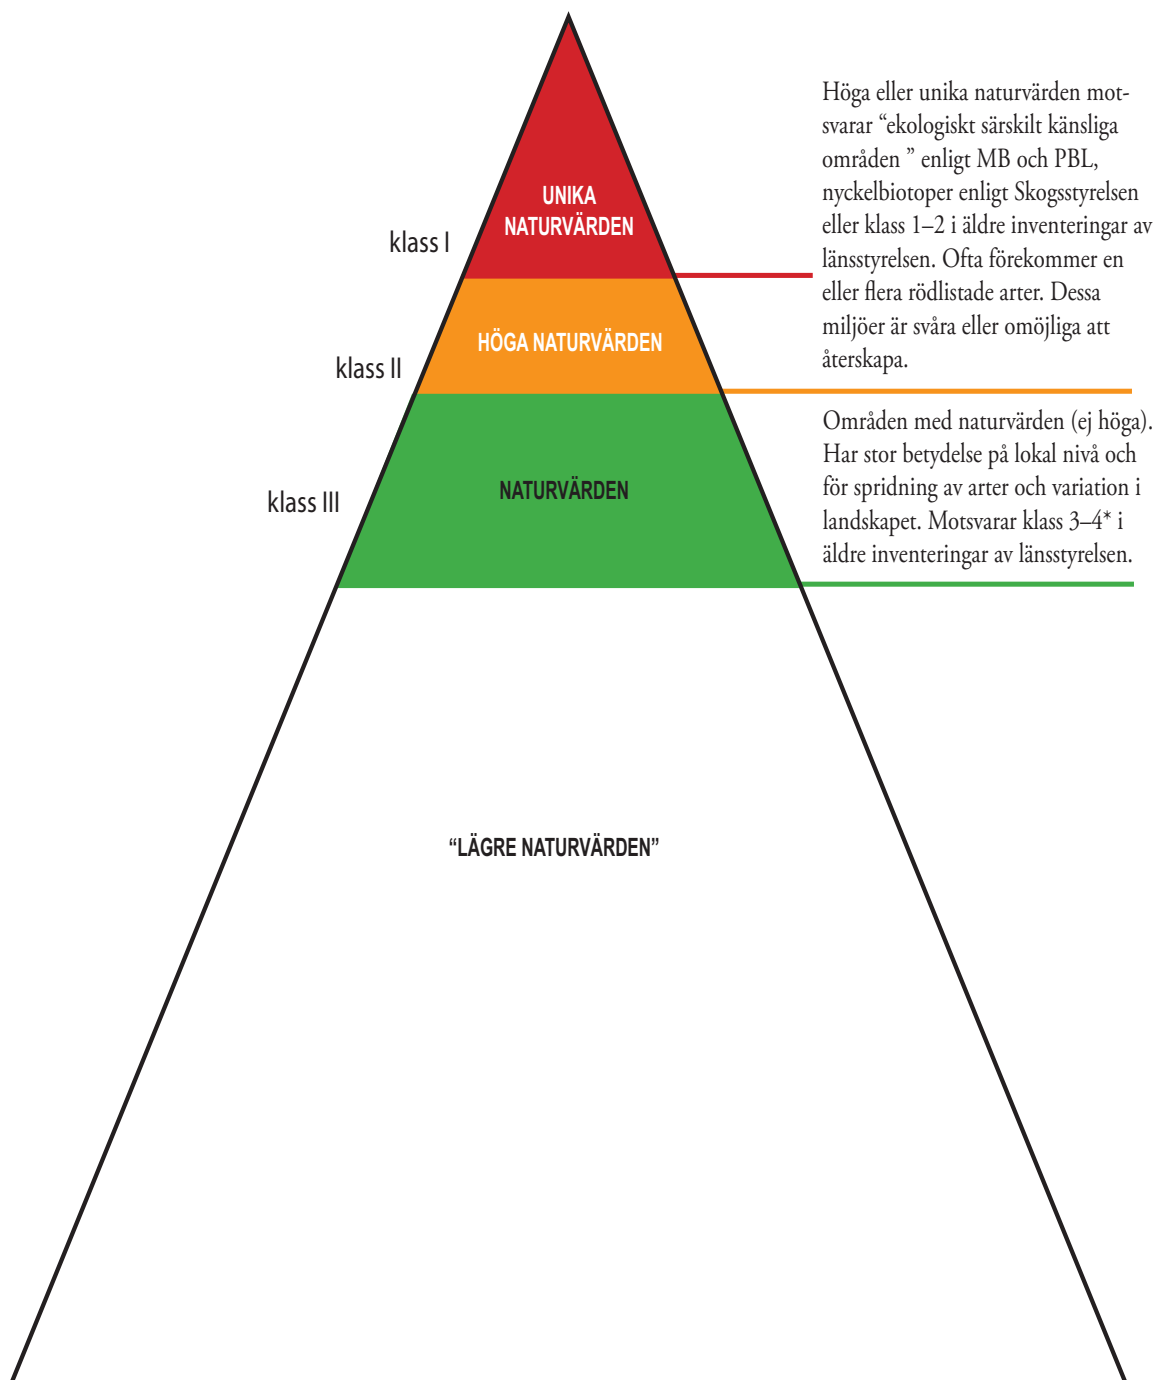 Höga eller unika naturvärden mot-
svarar “ekologiskt särskilt känsliga
områden ” enligt MB och PBL,
nyckelbiotoper enligt Skogsstyrelsen
eller klass 1–2 i äldre inventeringar av
länsstyrelsen. Ofta förekommer en
eller flera rödlistade arter. Dessa
miljöer är svåra eller omöjliga att
återskapa.
UNIKA
NATURVÄRDEN
klass I
HÖGA NATURVÄRDEN
klass II
Områden med naturvärden (ej höga).
Har stor betydelse på lokal nivå och
för spridning av arter och variation i
landskapet. Motsvarar klass 3–4* i
äldre inventeringar av länsstyrelsen.
NATURVÄRDEN
klass III
“LÄGRE NATURVÄRDEN”